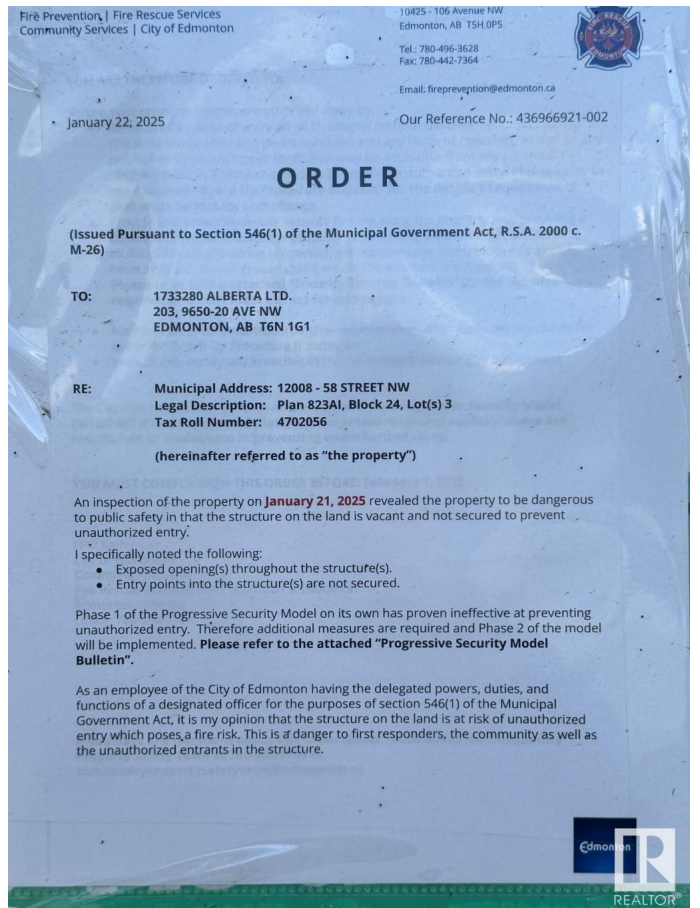 Fire Prevention | Fire Rescue Services
Community Services | City of Edmonton
10425 - 106 Avenue NW
Edmonton, AB T5H 0P5
Tel.: 780-496-3628
Fax: 780-442-7364
Email: fireprevention@edmonton.ca
FIRE RESCUE
EDMONTON
January 22, 2025
Our Reference No.: 436966921-002
ORDER
(Issued Pursuant to Section 546(1) of the Municipal Government Act, R.S.A. 2000 c.
M-26)
TO: 1733280 ALBERTA LTD.
203, 9650-20 AVE NW
EDMONTON, AB T6N 1G1
RE: Municipal Address: 12008 - 58 STREET NW
Legal Description: Plan 823AI, Block 24, Lot(s) 3
Tax Roll Number: 4702056
(hereinafter referred to as “the property”)
YOU MUST COMPLY WITH THIS ORDER BEFORE:
An inspection of the property on January 21, 2025 revealed the property to be dangerous
to public safety in that the structure on the land is vacant and not secured to prevent
unauthorized entry.
I specifically noted the following:
● Exposed opening(s) throughout the structure(s).
● Entry points into the structure(s) are not secured.
Phase 1 of the Progressive Security Model on its own has proven ineffective at preventing
unauthorized entry. Therefore additional measures are required and Phase 2 of the model
will be implemented. Please refer to the attached “Progressive Security Model
Bulletin”.
As an employee of the City of Edmonton having the delegated powers, duties, and
functions of a designated officer for the purposes of section 546(1) of the Municipal
Government Act, it is my opinion that the structure on the land is at risk of unauthorized
entry which poses a fire risk. This is a danger to first responders, the community as well as
the unauthorized entrants in the structure.
Edmonton
R
REALTOR®